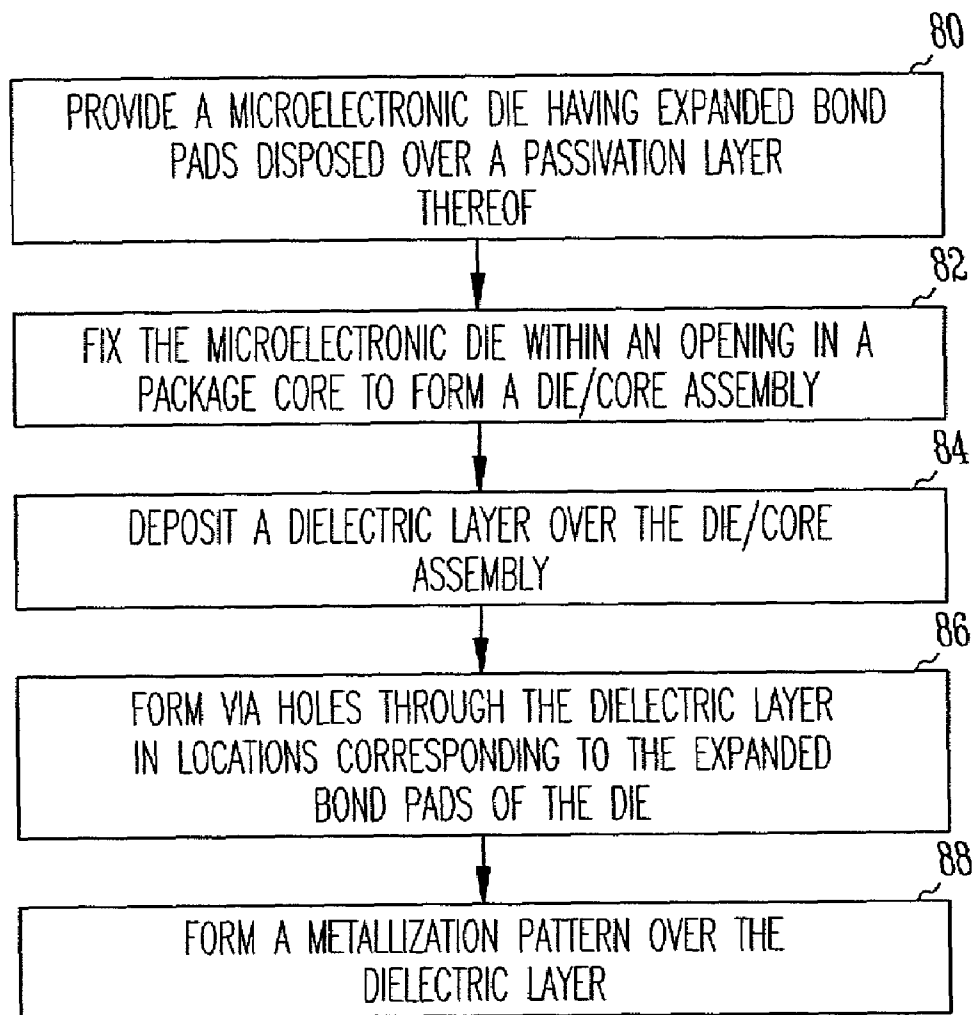 80
PROVIDE A MICROELECTRONIC DIE HAVING EXPANDED BOND
PADS DISPOSED OVER A PASSIVATION LAYER
THEREOF
82
FIX THE MICROELECTRONIC DIE WITHIN AN OPENING IN A
PACKAGE CORE TO FORM A DIE/CORE ASSEMBLY
84
DEPOSIT A DIELECTRIC LAYER OVER THE DIE/CORE
ASSEMBLY
86
FORM VIA HOLES THROUGH THE DIELECTRIC LAYER
IN LOCATIONS CORRESPONDING TO THE EXPANDED
BOND PADS OF THE DIE
88
FORM A METALLIZATION PATTERN OVER THE
DIELECTRIC LAYER